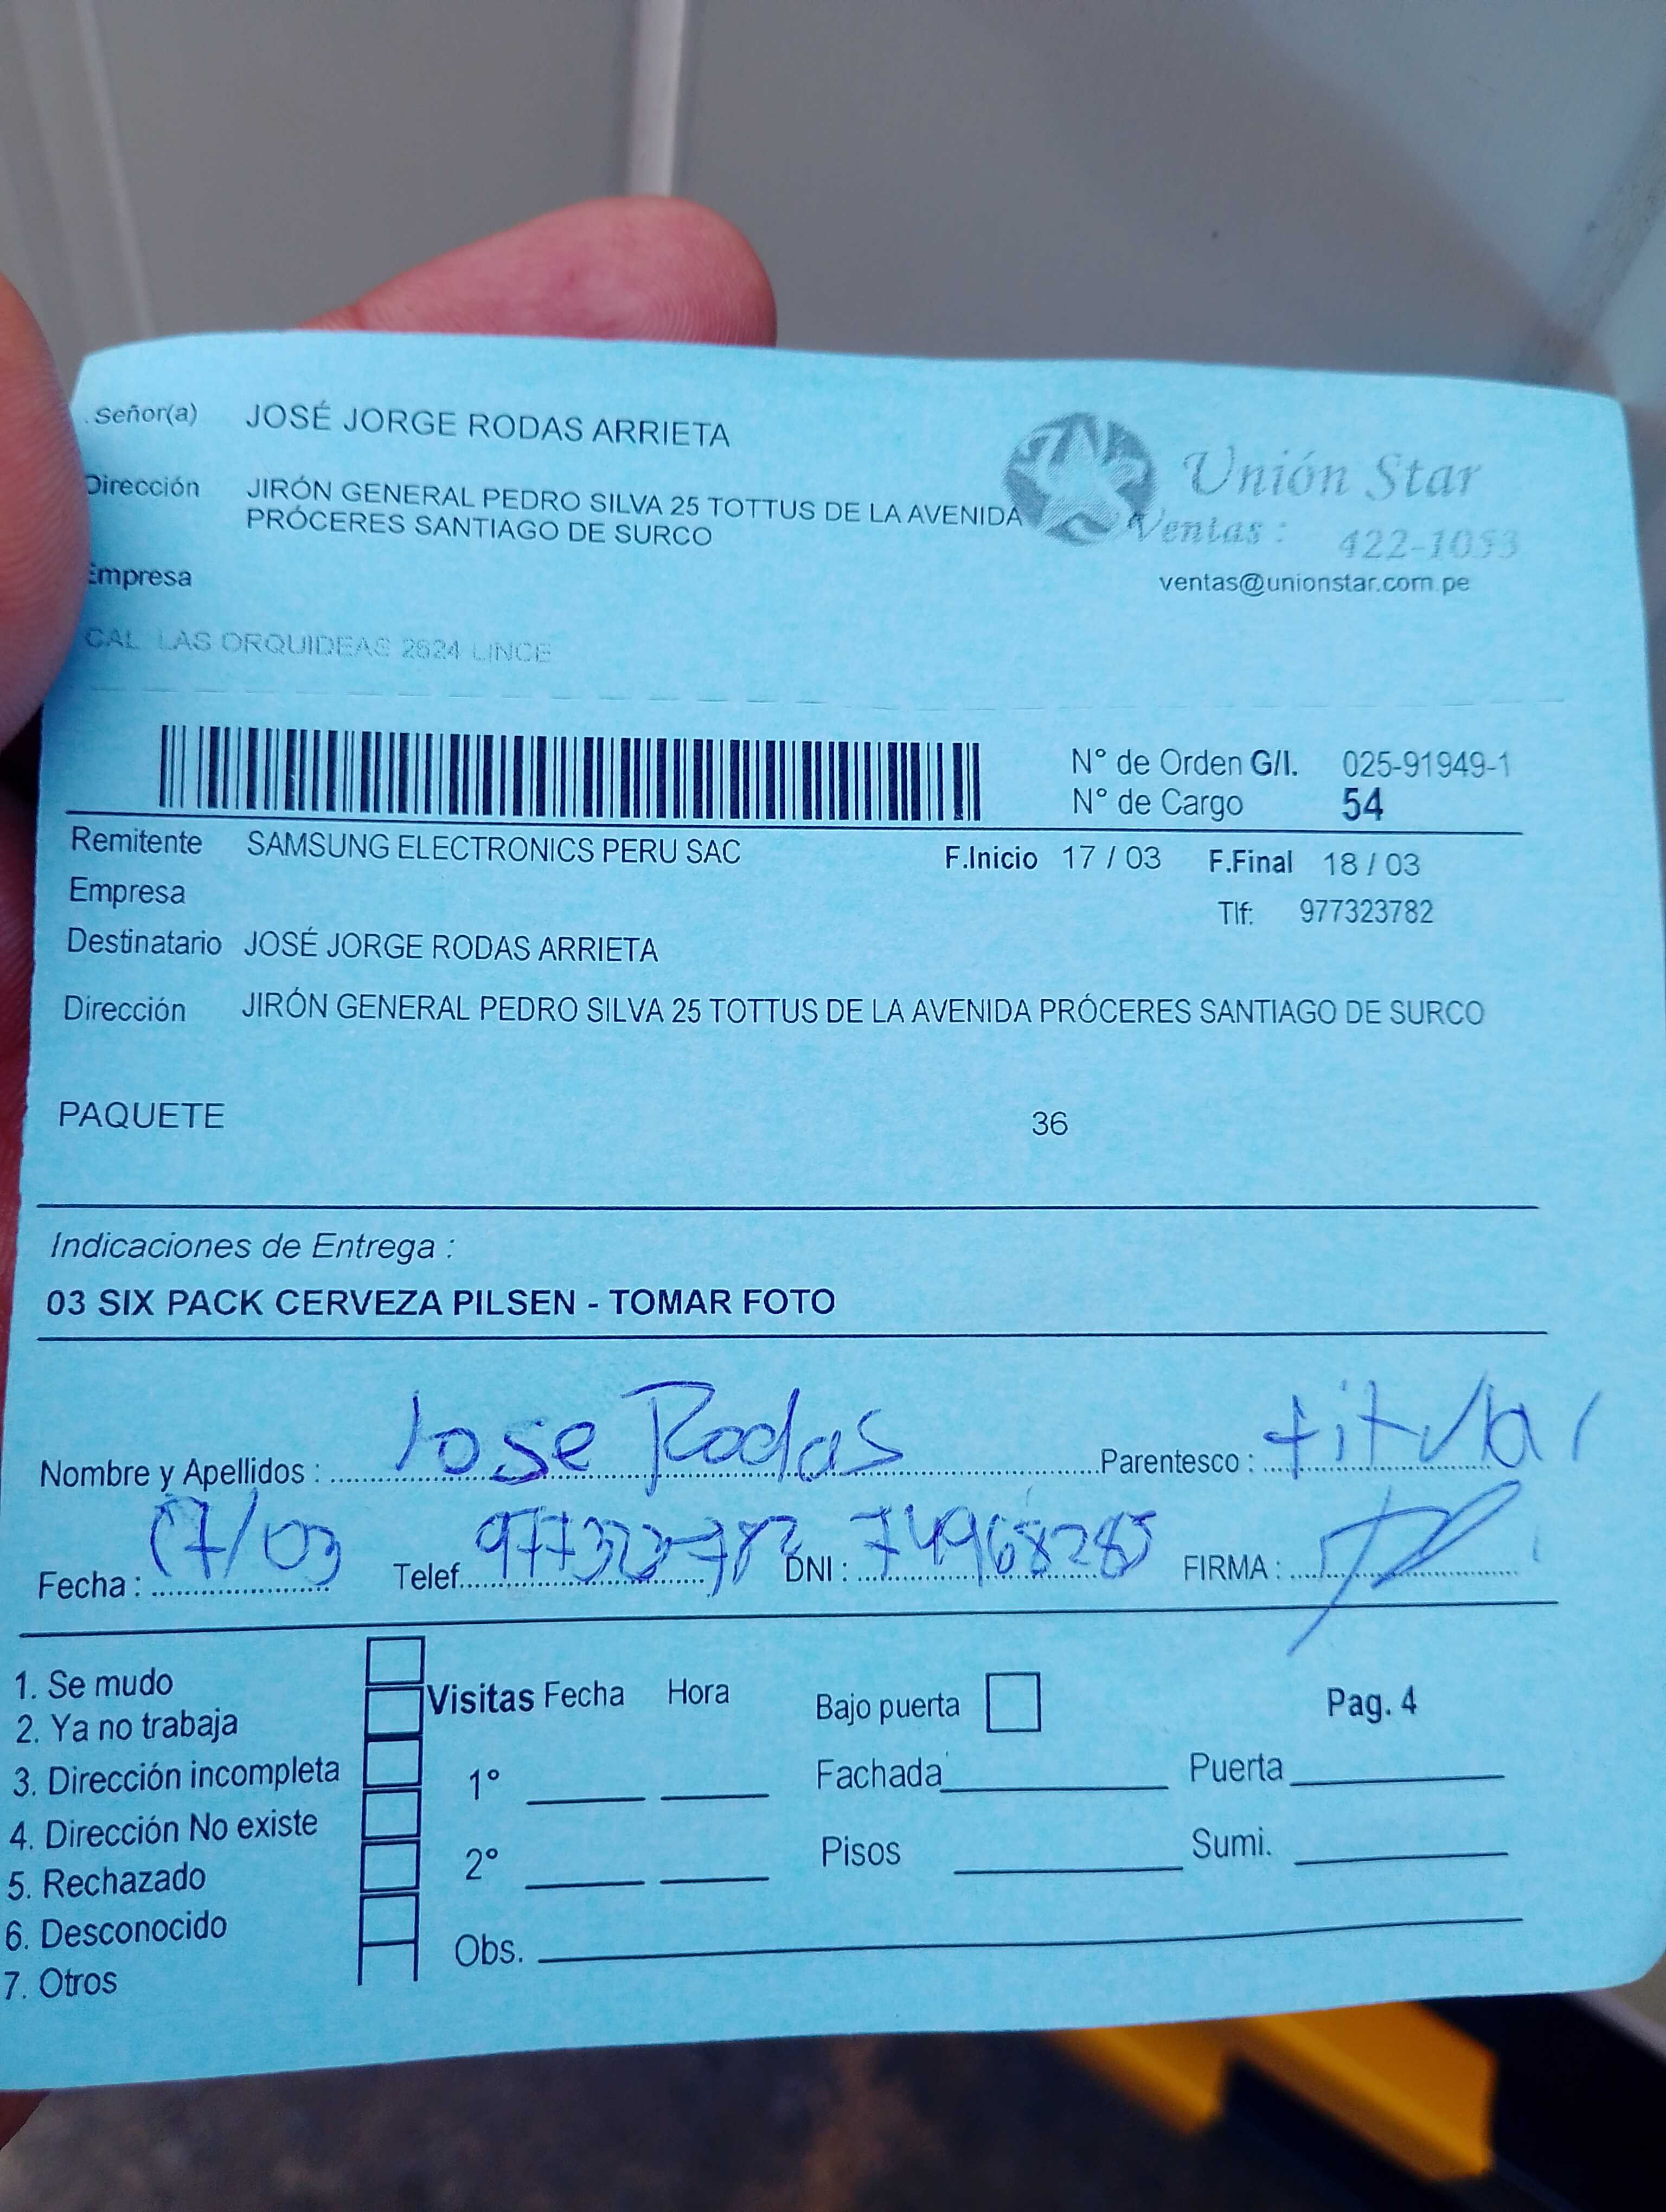 Señor(a) JOSÉ JORGE RODAS ARRIETA
Dirección JIRÓN GENERAL PEDRO SILVA 25 TOTTUS DE LA AVENIDA
PRÓCERES SANTIAGO DE SURCO
Unión Star
Ventas : 422-1053
ventas@unionstar.com.pe
Empresa
CAL LAS ORQUIDEAS 2624 LINCE
N° de Orden G/I. 025-91949-1
N° de Cargo 54
Remitente SAMSUNG ELECTRONICS PERU SAC F.Inicio 17 / 03 F.Final 18 / 03
Empresa Tlf: 977323782
Destinatario JOSÉ JORGE RODAS ARRIETA
Dirección JIRÓN GENERAL PEDRO SILVA 25 TOTTUS DE LA AVENIDA PRÓCERES SANTIAGO DE SURCO
PAQUETE 36
Indicaciones de Entrega :
03 SIX PACK CERVEZA PILSEN - TOMAR FOTO
Nombre y Apellidos : Jose Rodas Parentesco : titular
Fecha : 17/03 Telef. 977323782 DNI : 74968285 FIRMA :
1. Se mudo
2. Ya no trabaja
3. Dirección incompleta
4. Dirección No existe
5. Rechazado
6. Desconocido
7. Otros
Visitas Fecha Hora
1°
2°
Obs.
Bajo puerta Pag. 4
Fachada Puerta
Pisos Sumi.